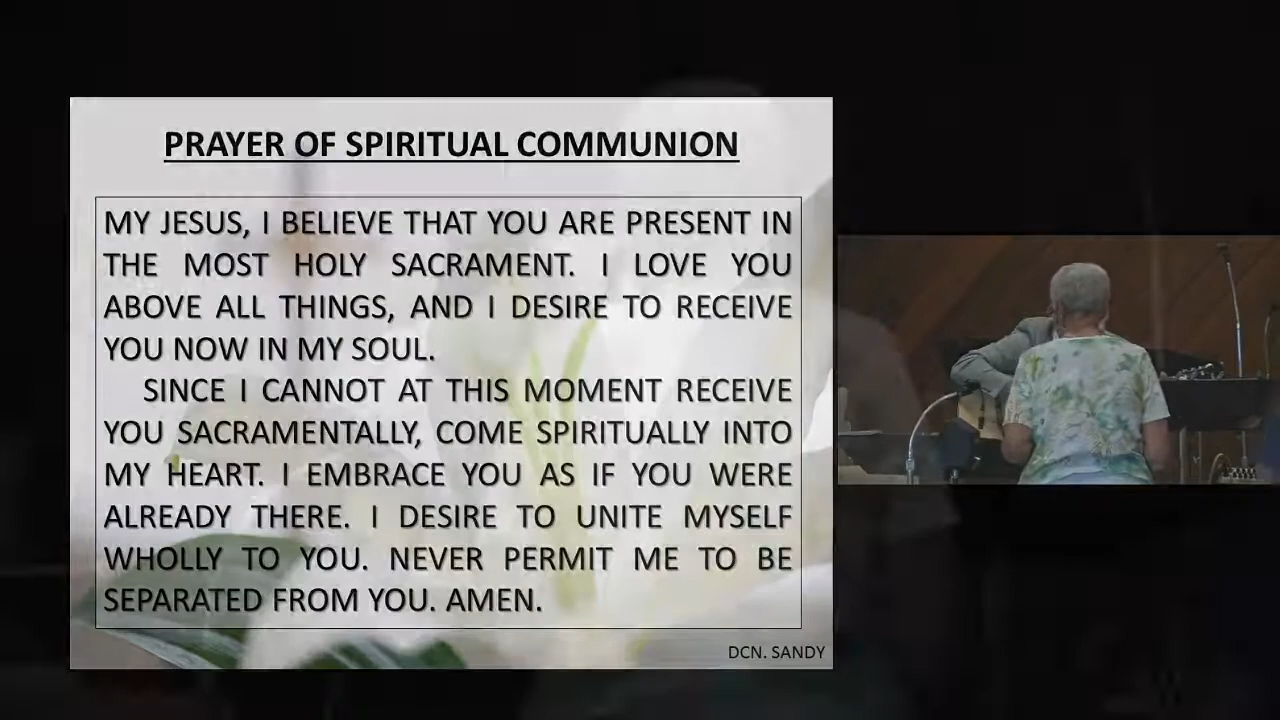 PRAYER OF SPIRITUAL COMMUNION
MY JESUS, I BELIEVE THAT YOU ARE PRESENT IN
THE MOST HOLY SACRAMENT. I LOVE YOU
ABOVE ALL THINGS, AND I DESIRE TO RECEIVE
YOU NOW IN MY SOUL.
SINCE I CANNOT AT THIS MOMENT RECEIVE
YOU SACRAMENTALLY, COME SPIRITUALLY INTO
MY HEART. I EMBRACE YOU AS IF YOU WERE
ALREADY THERE. I DESIRE TO UNITE MYSELF
WHOLLY TO YOU. NEVER PERMIT ME TO BE
SEPARATED FROM YOU. AMEN.
DCN. SANDY